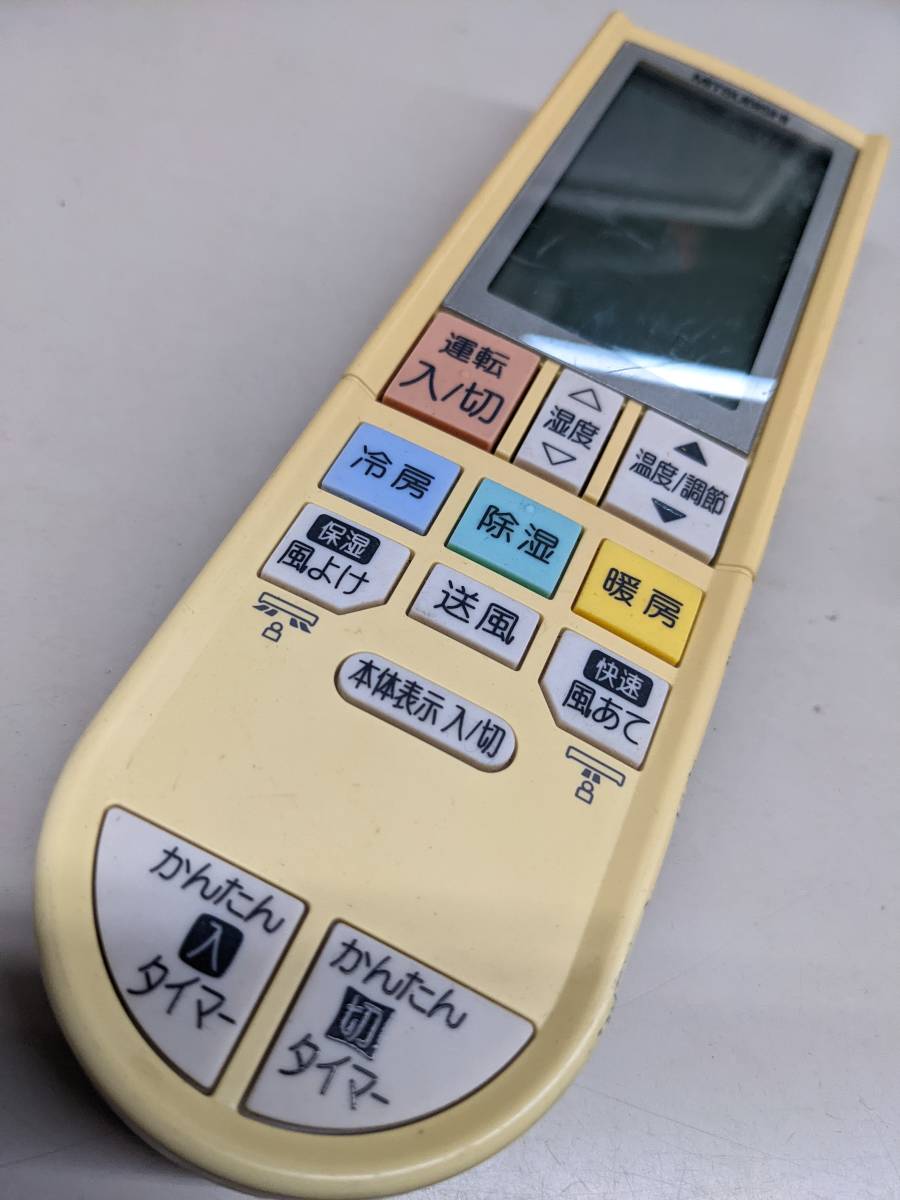 MITSUBISHI
運転
入/切
△
湿度
▽
▲
温度/調節
▼
冷房
除湿
暖房
保湿
風よけ
送風
快速
風あて
本体表示 入/切
かんたん
入
タイマー
かんたん
切
タイマー